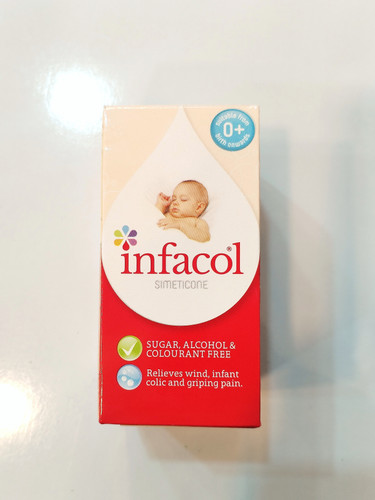 suitable from
0+
birth onwards
infacol®
SIMETICONE
SUGAR, ALCOHOL &
COLOURANT FREE
Relieves wind, infant
colic and griping pain.